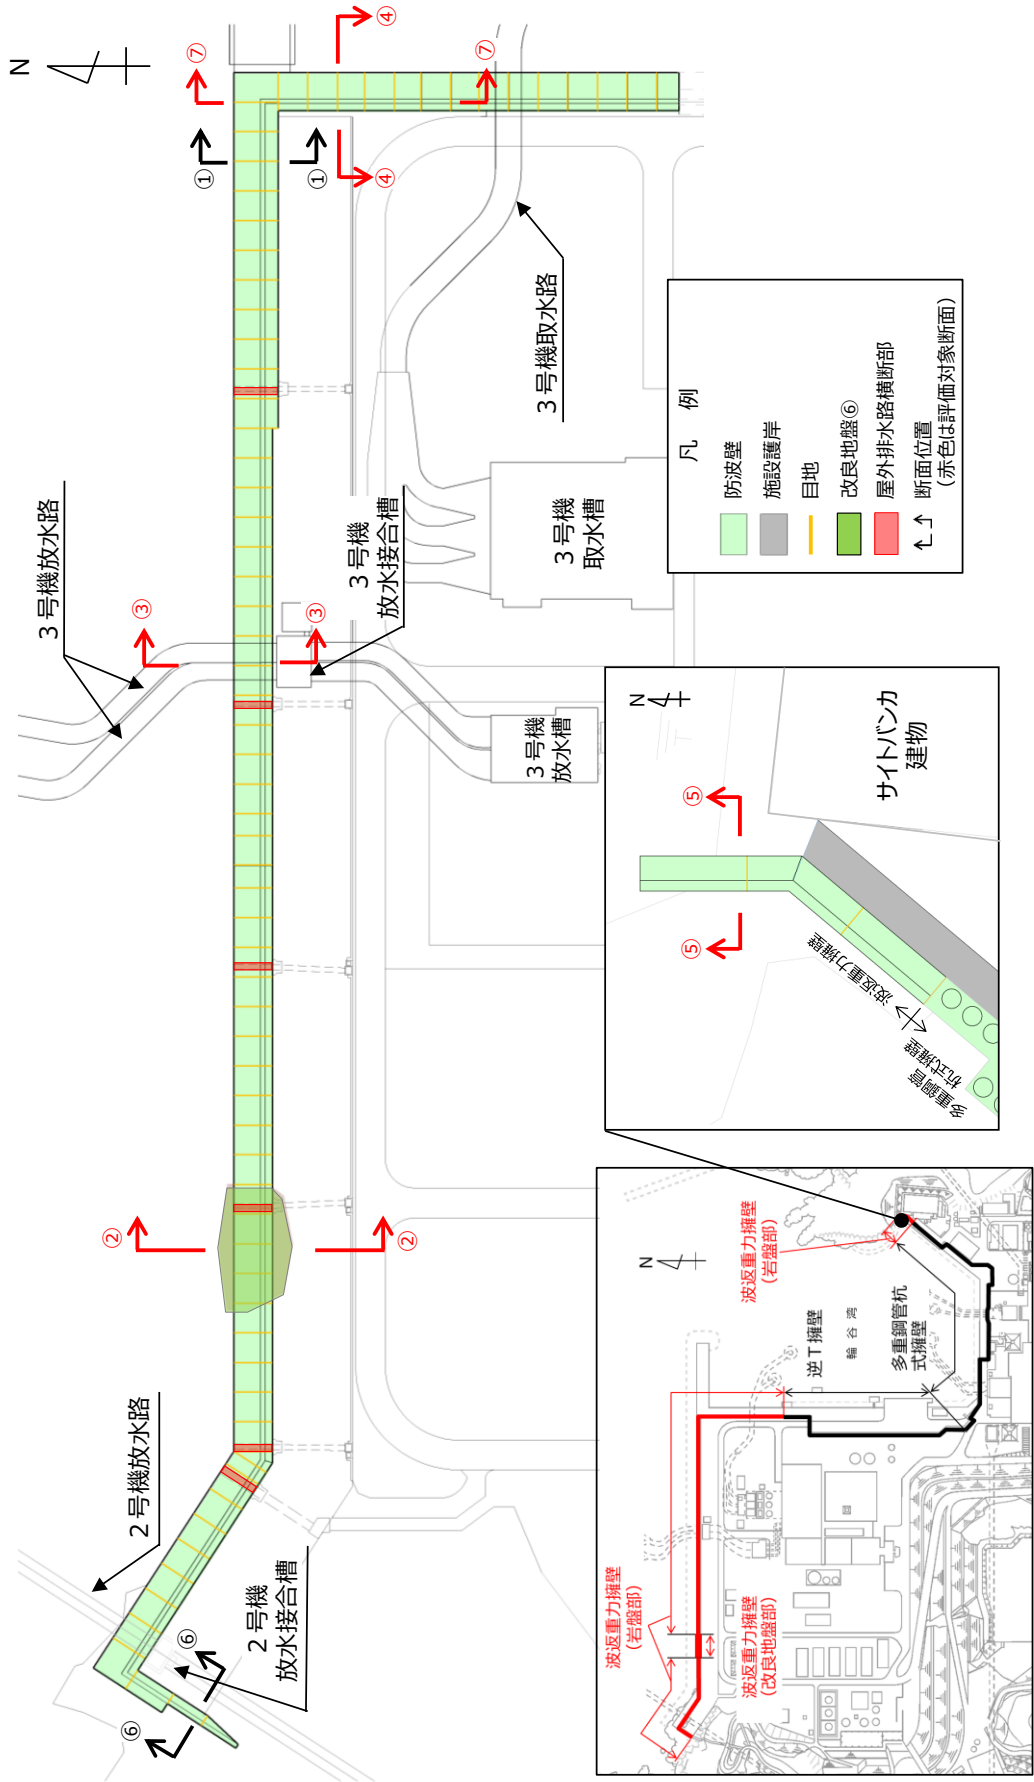 N
⑦
⑦
④
④
①
①
3号機取水路
3号機放水路
③
③
3号機
放水接合槽
3号機
取水槽
3号機
放水槽
②
②
2号機放水路
2号機
放水接合槽
⑥
⑥
凡 例
防波壁
施設護岸
目地
改良地盤⑥
屋外排水路横断部
断面位置
(赤色は評価対象断面)
N
サイトバンカ
建物
⑤
⑤
波返重力擁壁
多重鋼管
杭式擁壁
N
波返重力擁壁
(岩盤部)
波返重力擁壁
(改良地盤部)
波返重力擁壁
(岩盤部)
逆T擁壁
輪谷湾
多重鋼管杭
式擁壁